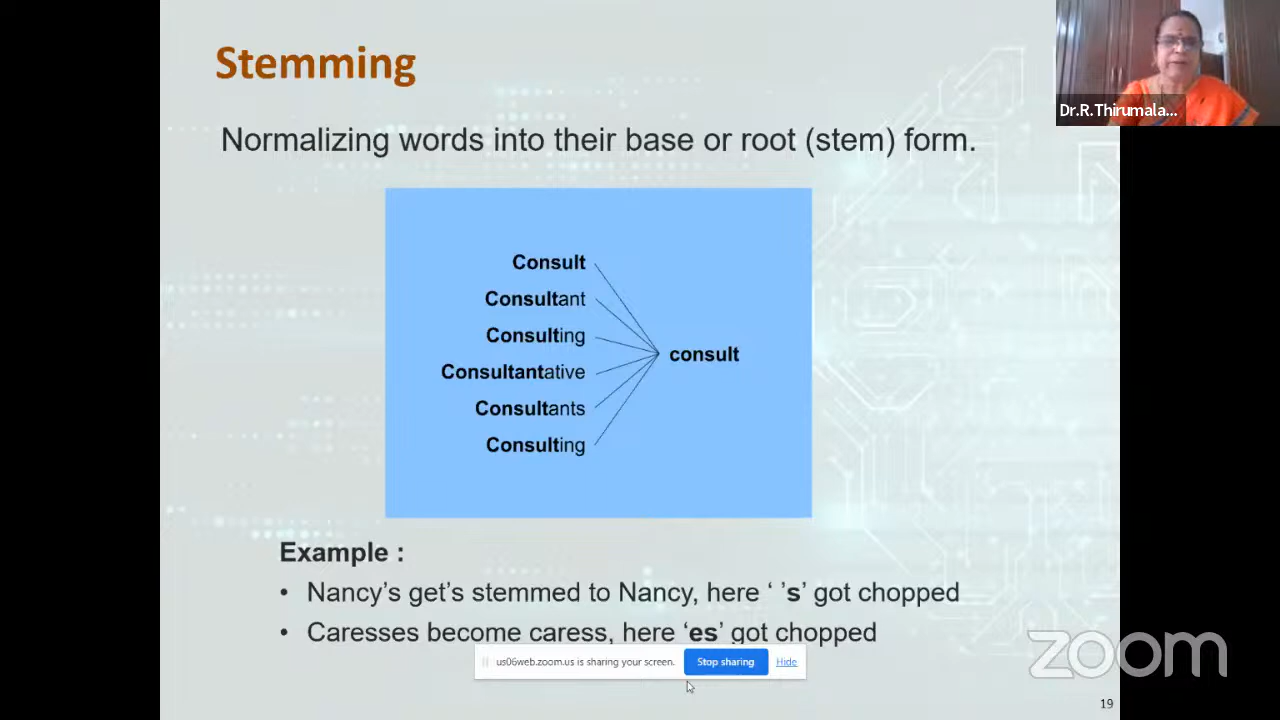 Stemming
Dr.R.Thirumala...
Normalizing words into their base or root (stem) form.
Consult
Consultant
Consulting
Consultantative
Consultants
Consulting
consult
Example :
• Nancy’s get’s stemmed to Nancy, here ‘ ’s’ got chopped
• Caresses become caress, here ‘es’ got chopped
us06web.zoom.us is sharing your screen. Stop sharing Hide
zoom
19